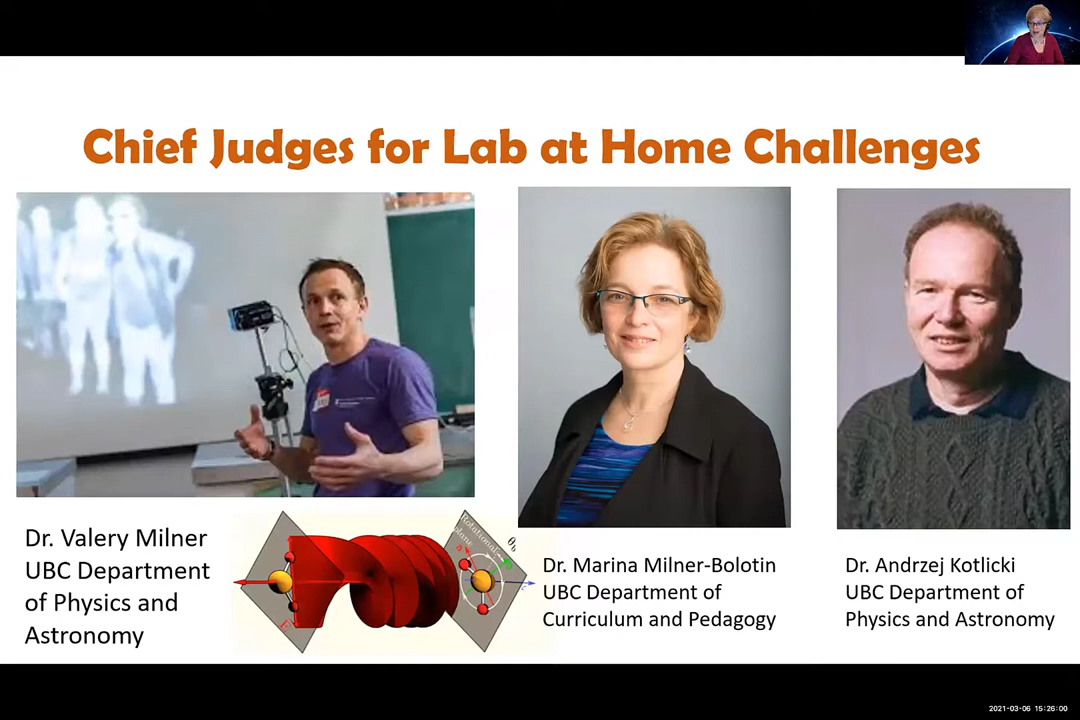 Chief Judges for Lab at Home Challenges
Dr. Valery Milner
UBC Department
of Physics and
Astronomy
Rotational
plane
θ
Dr. Marina Milner-Bolotin
UBC Department of
Curriculum and Pedagogy
Dr. Andrzej Kotlicki
UBC Department of
Physics and Astronomy
2021-03-06 15:26:00